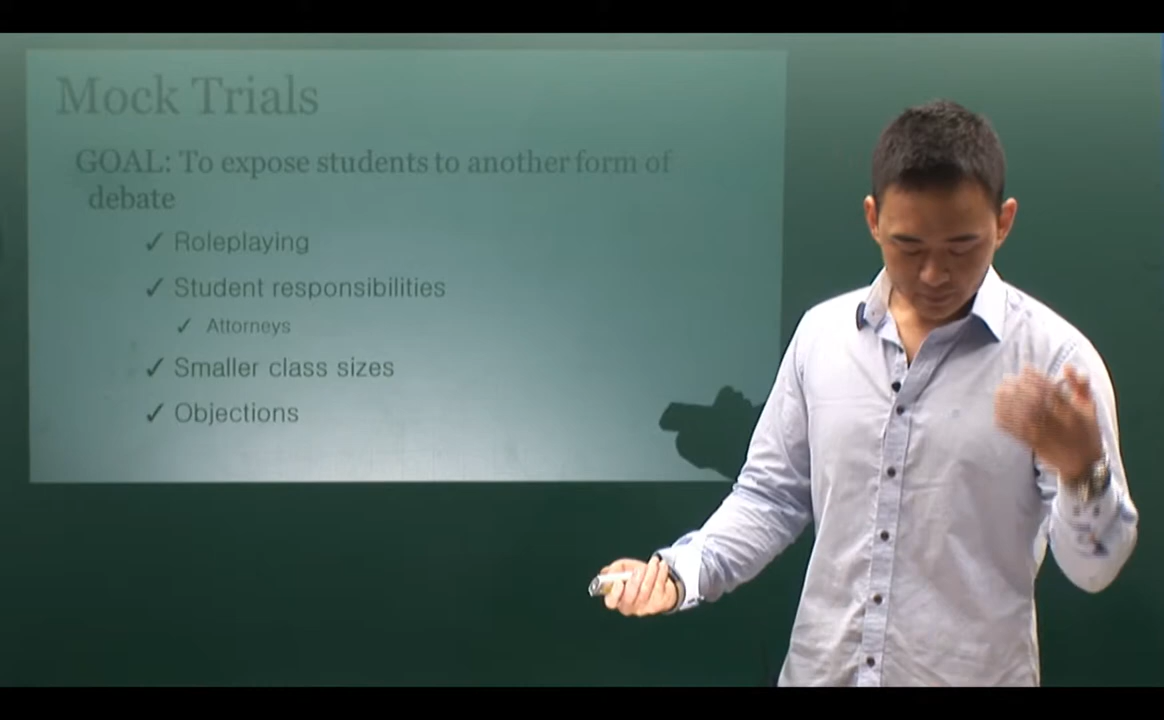 Mock Trials
GOAL: To expose students to another form of
debate
✓ Roleplaying
✓ Student responsibilities
✓ Attorneys
✓ Smaller class sizes
✓ Objections